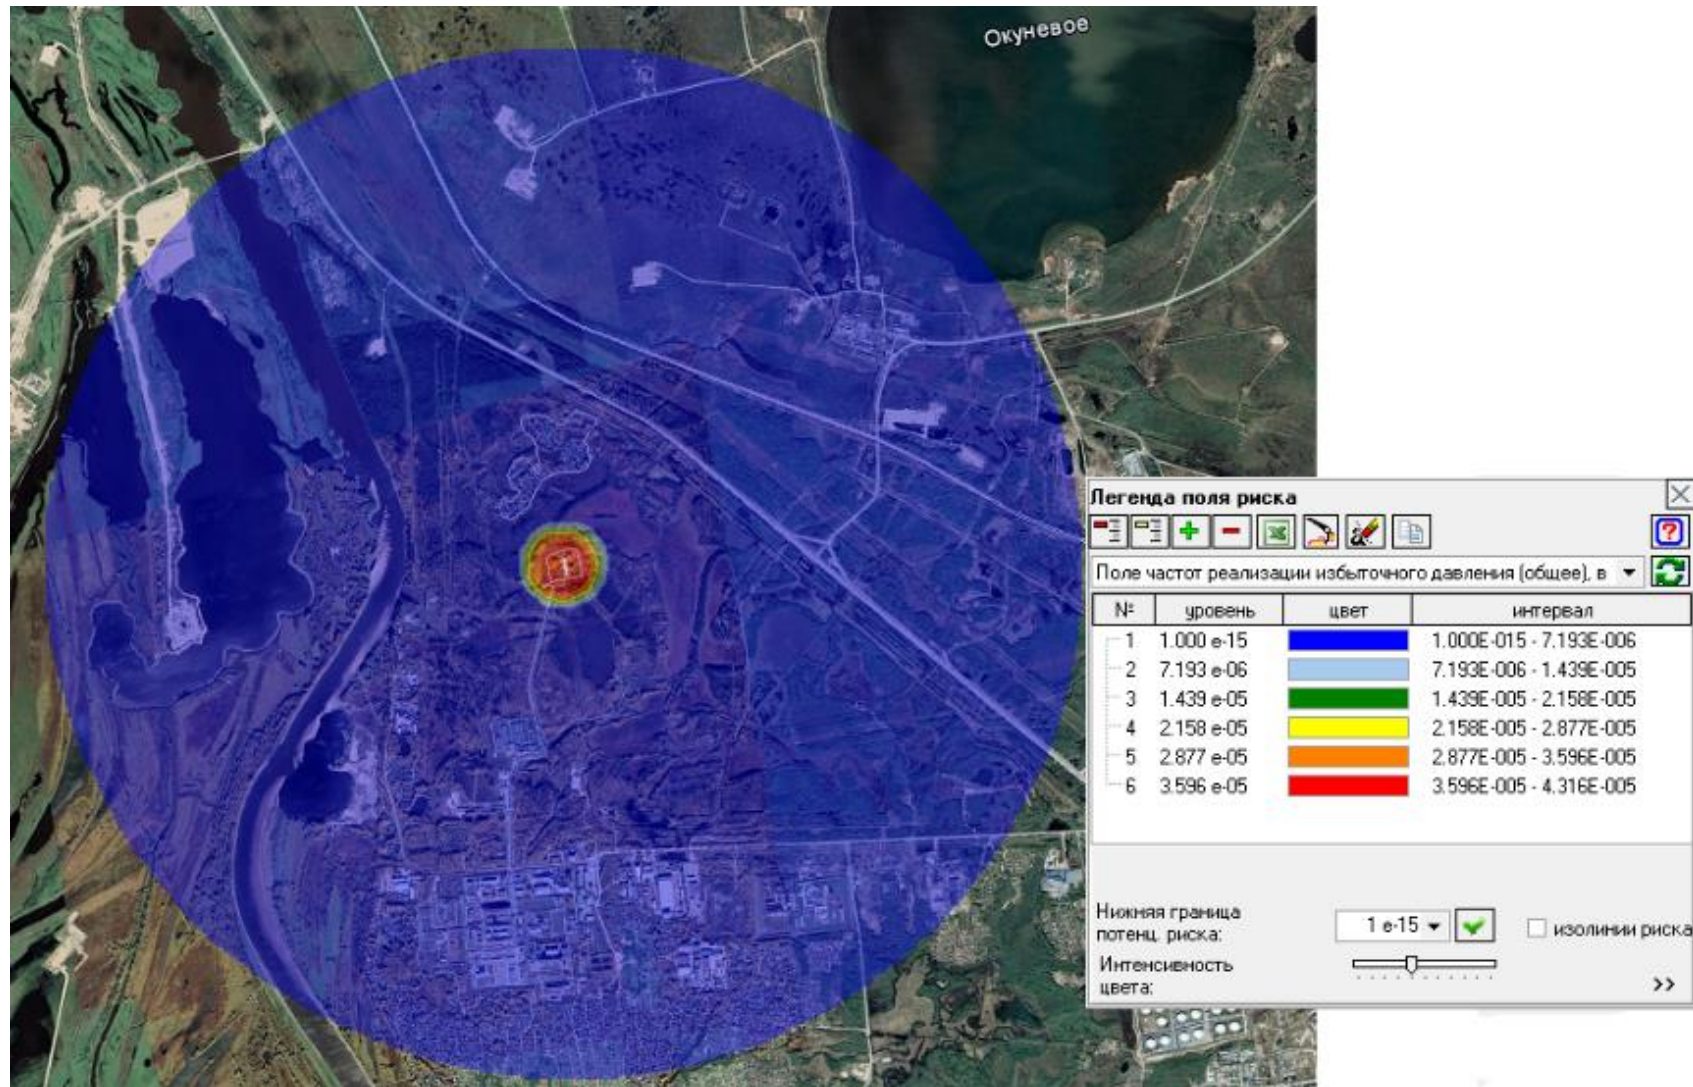 Окуневое
1
Легенда поля риска
Поле частот реализации избыточного давления (общее), в
№ уровень цвет интервал
1 1.000 e-15 1.000E-015 - 7.193E-006
2 7.193 e-06 7.193E-006 - 1.439E-005
3 1.439 e-05 1.439E-005 - 2.158E-005
4 2.158 e-05 2.158E-005 - 2.877E-005
5 2.877 e-05 2.877E-005 - 3.596E-005
6 3.596 e-05 3.596E-005 - 4.316E-005
Нижняя граница
потенц. риска:
1 e-15
изолинии риска
Интенсивность
цвета:
>>